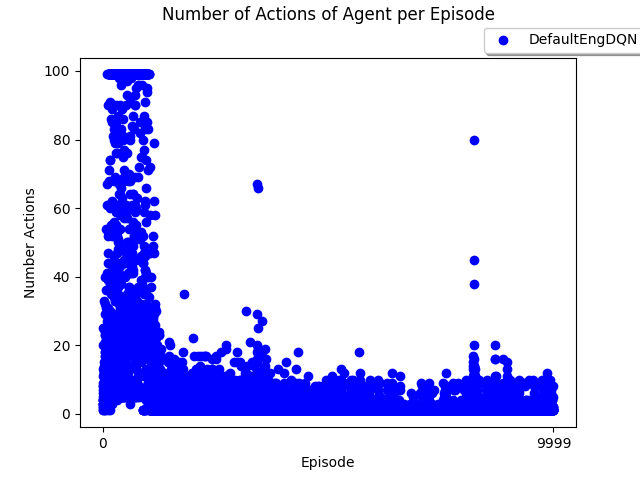 Number of Actions of Agent per Episode
DefaultEngDQN
100
80
60
40
20
0
Number Actions
0
9999
Episode